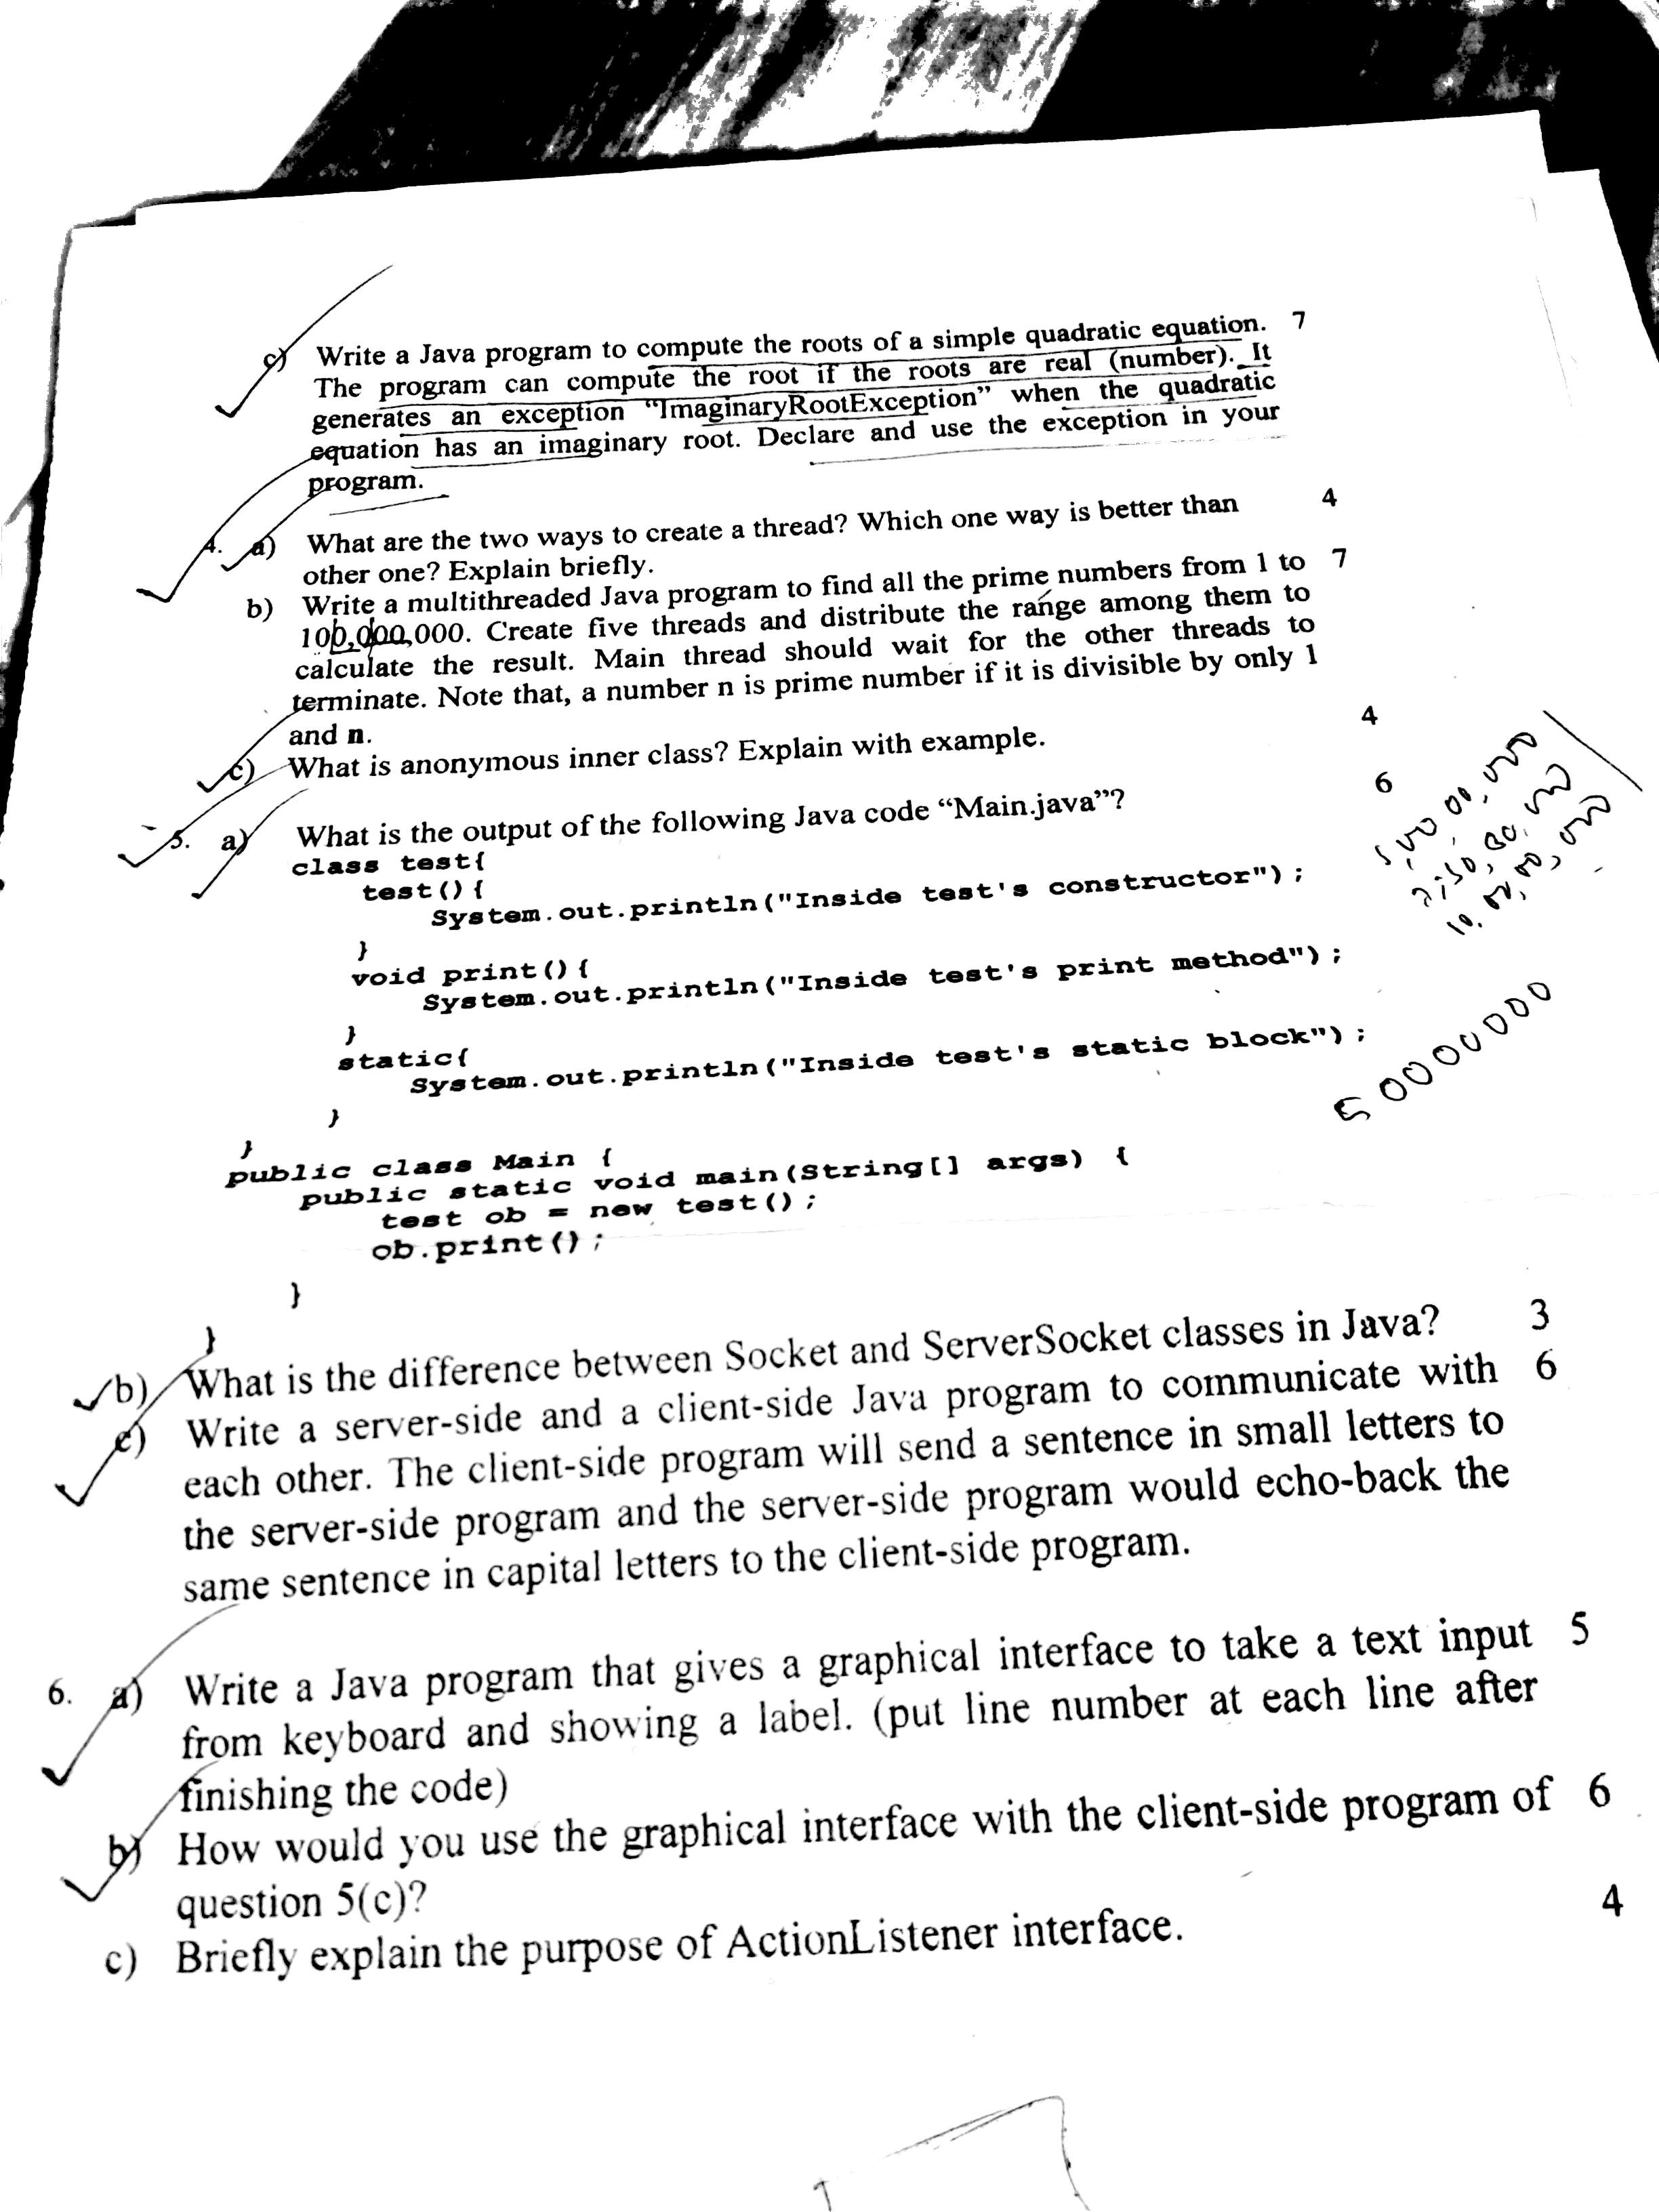 c) Write a Java program to compute the roots of a simple quadratic equation. 7
The program can compute the root if the roots are real (number). It
generates an exception “ImaginaryRootException” when the quadratic
equation has an imaginary root. Declare and use the exception in your
program.
4. a) What are the two ways to create a thread? Which one way is better than 4
other one? Explain briefly.
b) Write a multithreaded Java program to find all the prime numbers from 1 to 7
100,000,000. Create five threads and distribute the range among them to
calculate the result. Main thread should wait for the other threads to
terminate. Note that, a number n is prime number if it is divisible by only 1
and n.
c) What is anonymous inner class? Explain with example. 4
5. a) What is the output of the following Java code “Main.java”? 6
class test{
test(){
System.out.println("Inside test's constructor");
}
void print(){
System.out.println("Inside test's print method");
}
static{
System.out.println("Inside test's static block");
}
}
public class Main {
public static void main(String[] args) {
test ob = new test();
ob.print();
}
}
50000000
b) What is the difference between Socket and ServerSocket classes in Java? 3
c) Write a server-side and a client-side Java program to communicate with 6
each other. The client-side program will send a sentence in small letters to
the server-side program and the server-side program would echo-back the
same sentence in capital letters to the client-side program.
6. a) Write a Java program that gives a graphical interface to take a text input 5
from keyboard and showing a label. (put line number at each line after
finishing the code)
b) How would you use the graphical interface with the client-side program of 6
question 5(c)?
c) Briefly explain the purpose of ActionListener interface. 4